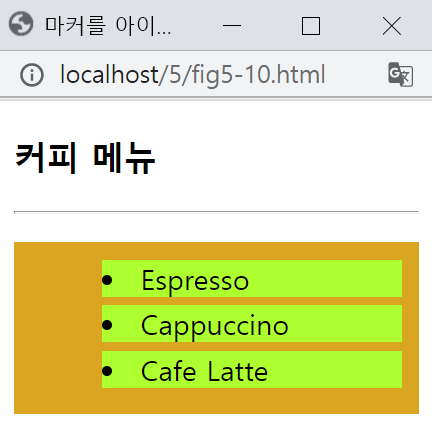 마커를 아이...
localhost/5/fig5-10.html
커피 메뉴
• Espresso
• Cappuccino
• Cafe Latte